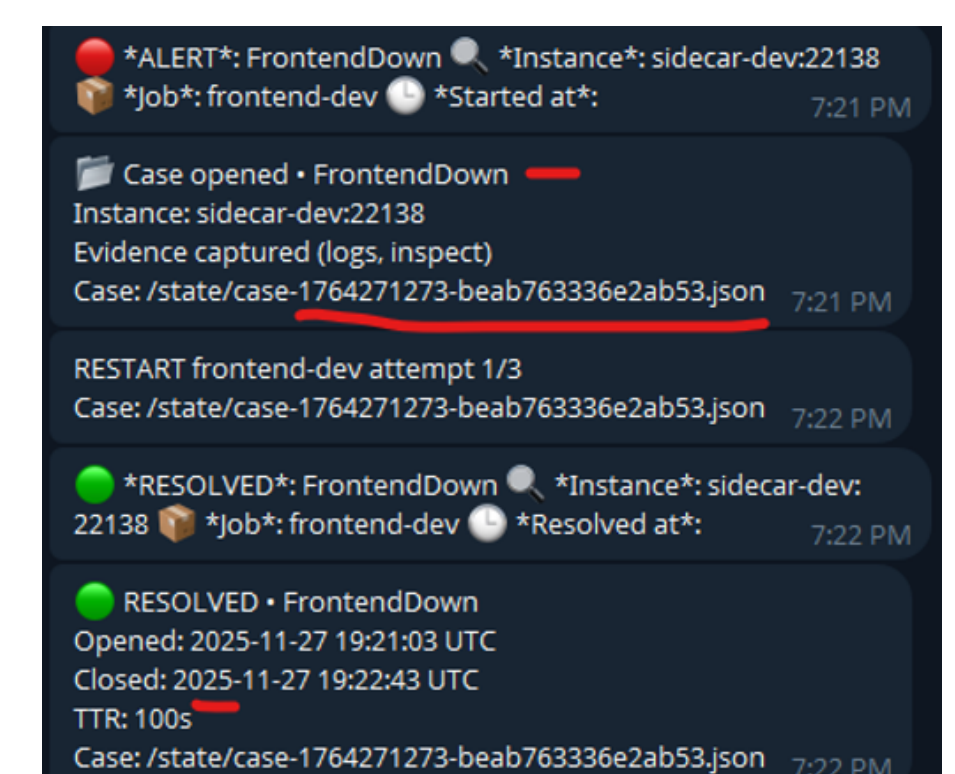 🔴 *ALERT*: FrontendDown 🔍 *Instance*: sidecar-dev:22138
📦 *Job*: frontend-dev 🕒 *Started at*:
7:21 PM
📂 Case opened • FrontendDown
Instance: sidecar-dev:22138
Evidence captured (logs, inspect)
Case: /state/case-1764271273-beab763336e2ab53.json
7:21 PM
RESTART frontend-dev attempt 1/3
Case: /state/case-1764271273-beab763336e2ab53.json
7:22 PM
🟢 *RESOLVED*: FrontendDown 🔍 *Instance*: sidecar-dev:
22138 📦 *Job*: frontend-dev 🕒 *Resolved at*:
7:22 PM
🟢 RESOLVED • FrontendDown
Opened: 2025-11-27 19:21:03 UTC
Closed: 2025-11-27 19:22:43 UTC
TTR: 100s
Case: /state/case-1764271273-beab763336e2ab53.json
7:22 PM